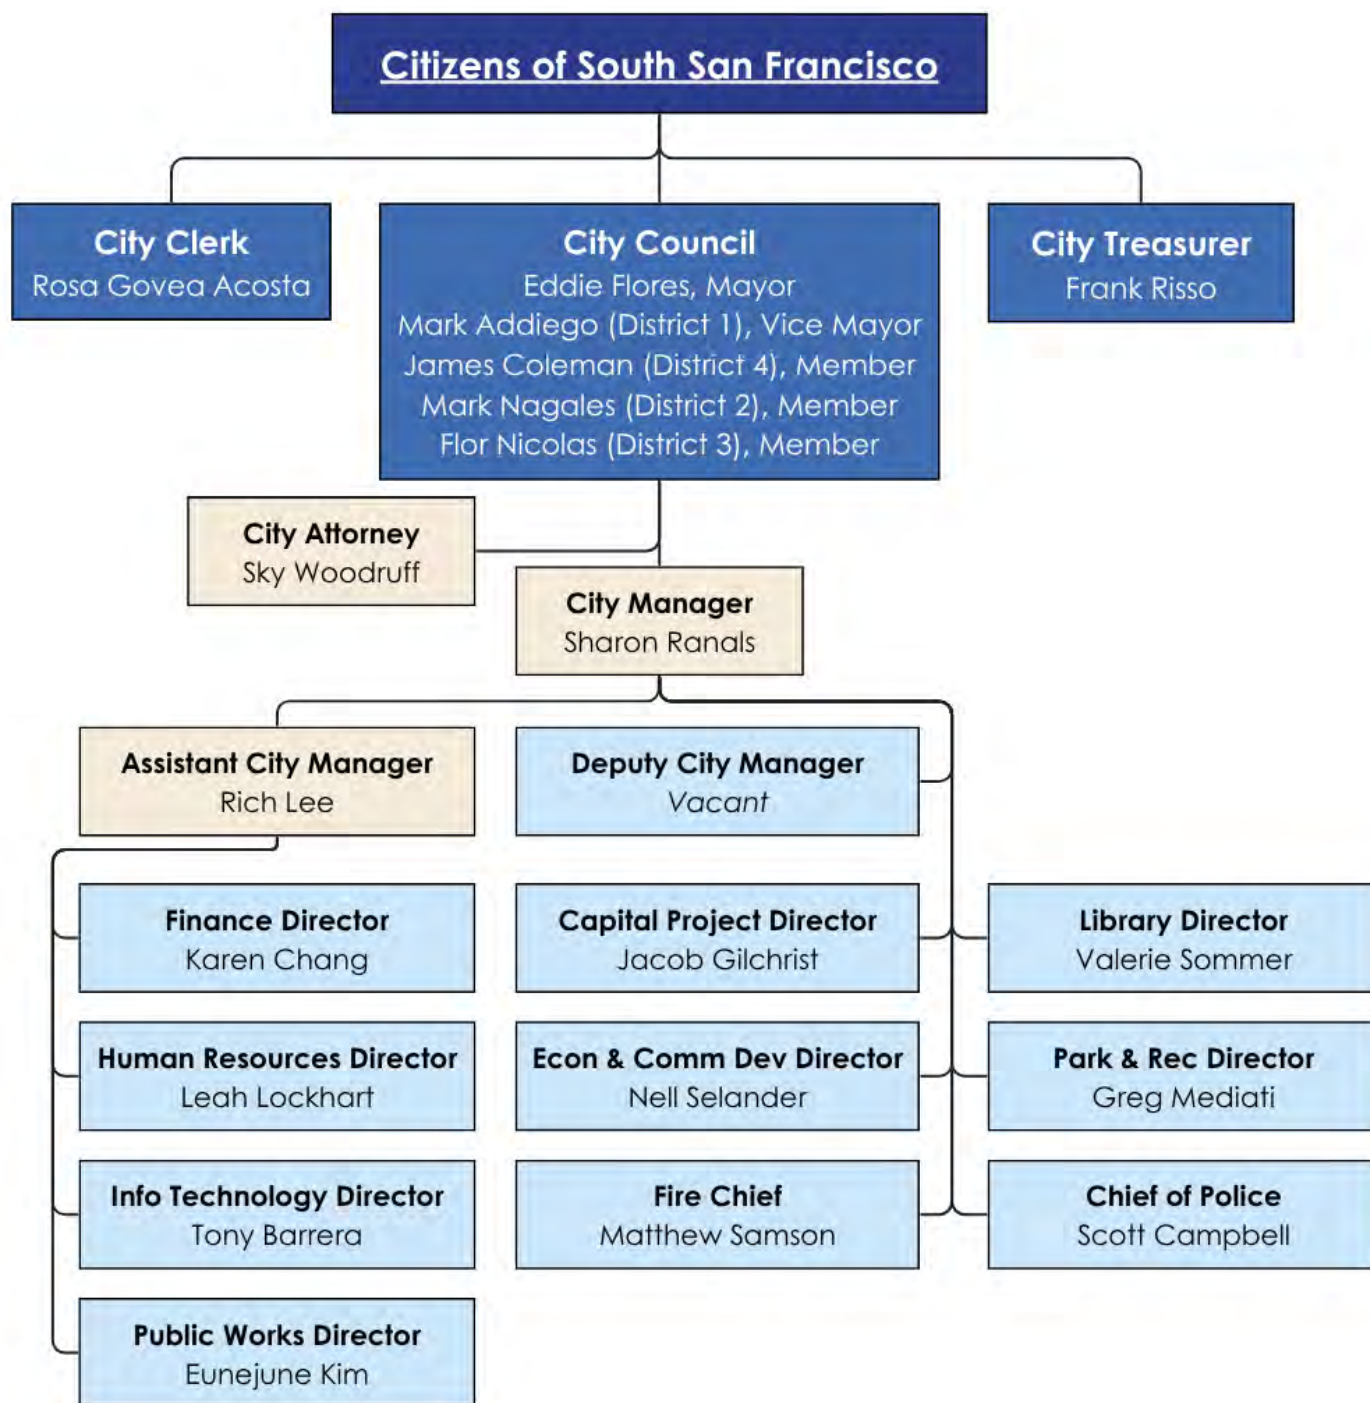 Citizens of South San Francisco
City Clerk
Rosa Govea Acosta
City Council
Eddie Flores, Mayor
Mark Addiego (District 1), Vice Mayor
James Coleman (District 4), Member
Mark Nagales (District 2), Member
Flor Nicolas (District 3), Member
City Treasurer
Frank Risso
City Attorney
Sky Woodruff
City Manager
Sharon Ranals
Assistant City Manager
Rich Lee
Deputy City Manager
Vacant
Finance Director
Karen Chang
Capital Project Director
Jacob Gilchrist
Library Director
Valerie Sommer
Human Resources Director
Leah Lockhart
Econ & Comm Dev Director
Nell Selander
Park & Rec Director
Greg Mediati
Info Technology Director
Tony Barrera
Fire Chief
Matthew Samson
Chief of Police
Scott Campbell
Public Works Director
Eunejune Kim